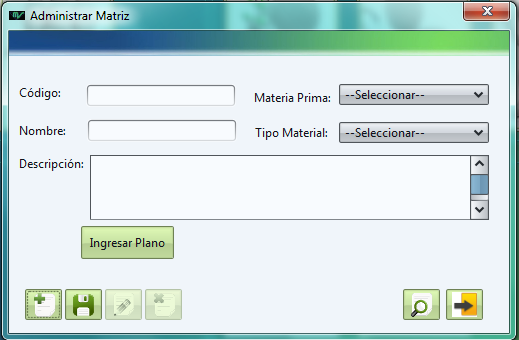 Administrar Matriz
Código:
Materia Prima: --Seleccionar--
Nombre:
Tipo Material: --Seleccionar--
Descripción:
Ingresar Plano